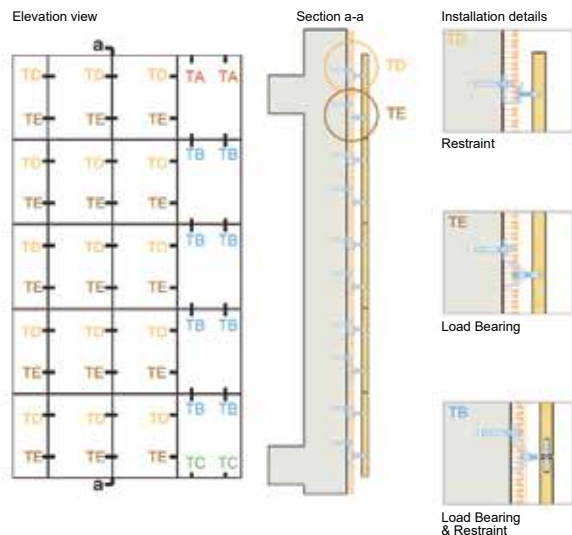 Elevation view
Section a-a
Installation details
a
TD TD TD TA TA
TE TE TE
TB TB
TD TD TD
TE TE TE
TB TB
TD TD TD
TE TE TE
TB TB
TD TD TD
TE TE TE
TB TB
TD TD TD
TE TE TE TC TC
a
TD
TE
TD
Restraint
TE
Load Bearing
TB
Load Bearing
& Restraint